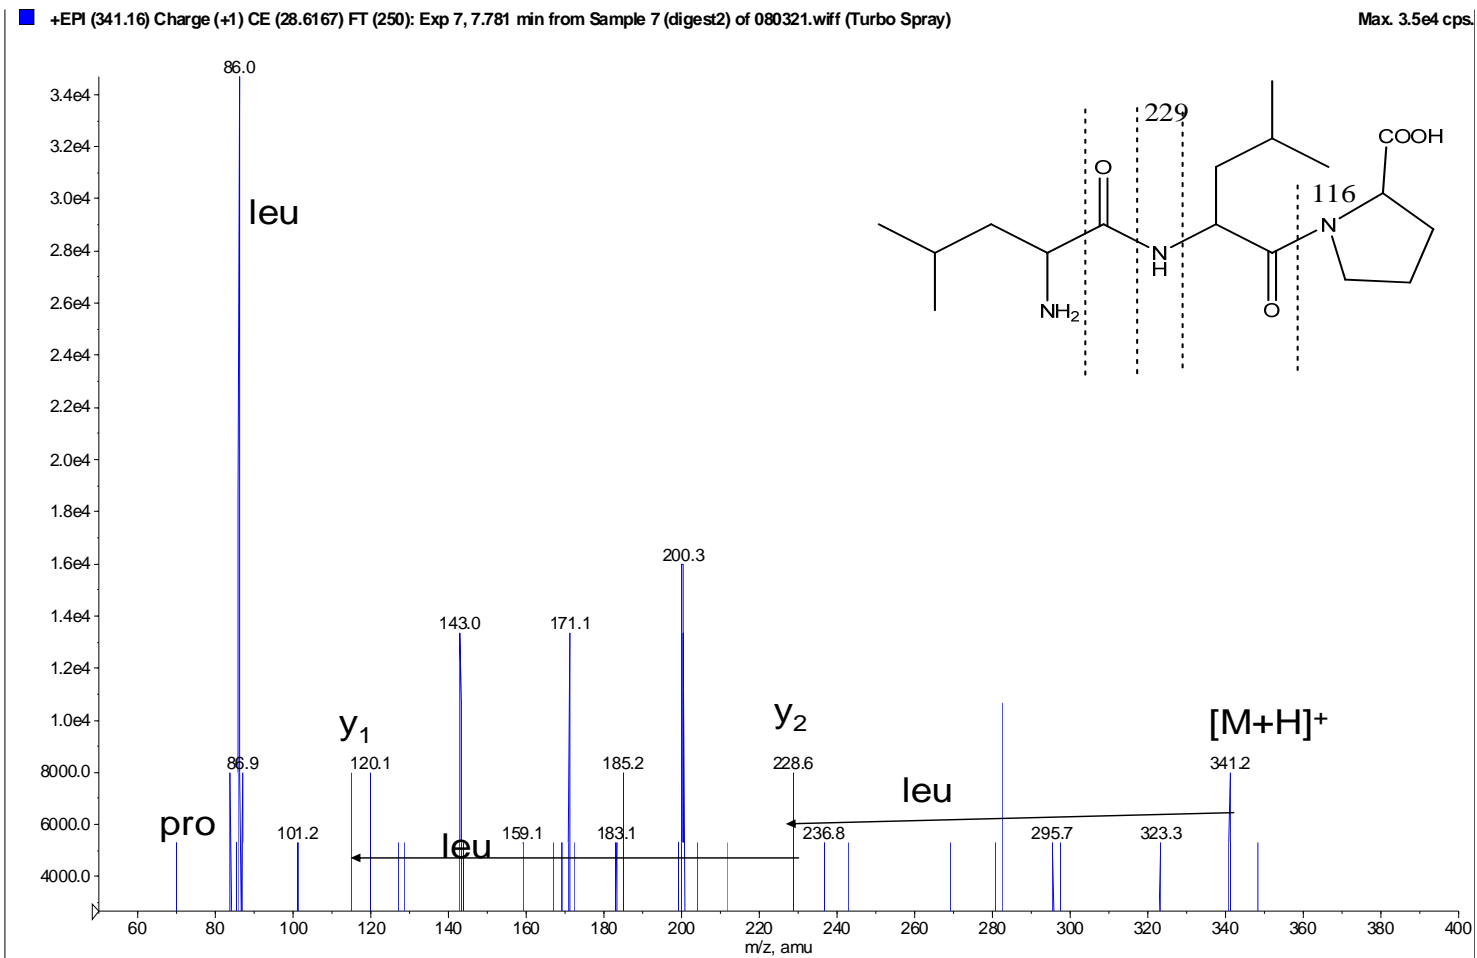 +EPI (341.16) Charge (+1) CE (28.6167) FT (250): Exp 7, 7.781 min from Sample 7 (digest2) of 080321.wiff (Turbo Spray)
Max. 3.5e4 cps.
86.0
3.4e4
3.2e4
3.0e4
2.8e4
2.6e4
2.4e4
2.2e4
2.0e4
1.8e4
1.6e4
1.4e4
1.2e4
1.0e4
8000.0
6000.0
4000.0
leu
229
COOH
O
116
N
N
H
NH₂
O
200.3
143.0
171.1
y₁
y₂
[M+H]⁺
86.9
120.1
185.2
228.6
341.2
leu
pro
101.2
leu
159.1
183.1
236.8
295.7
323.3
60 80 100 120 140 160 180 200 220 240 260 280 300 320 340 360 380 400
m/z, amu